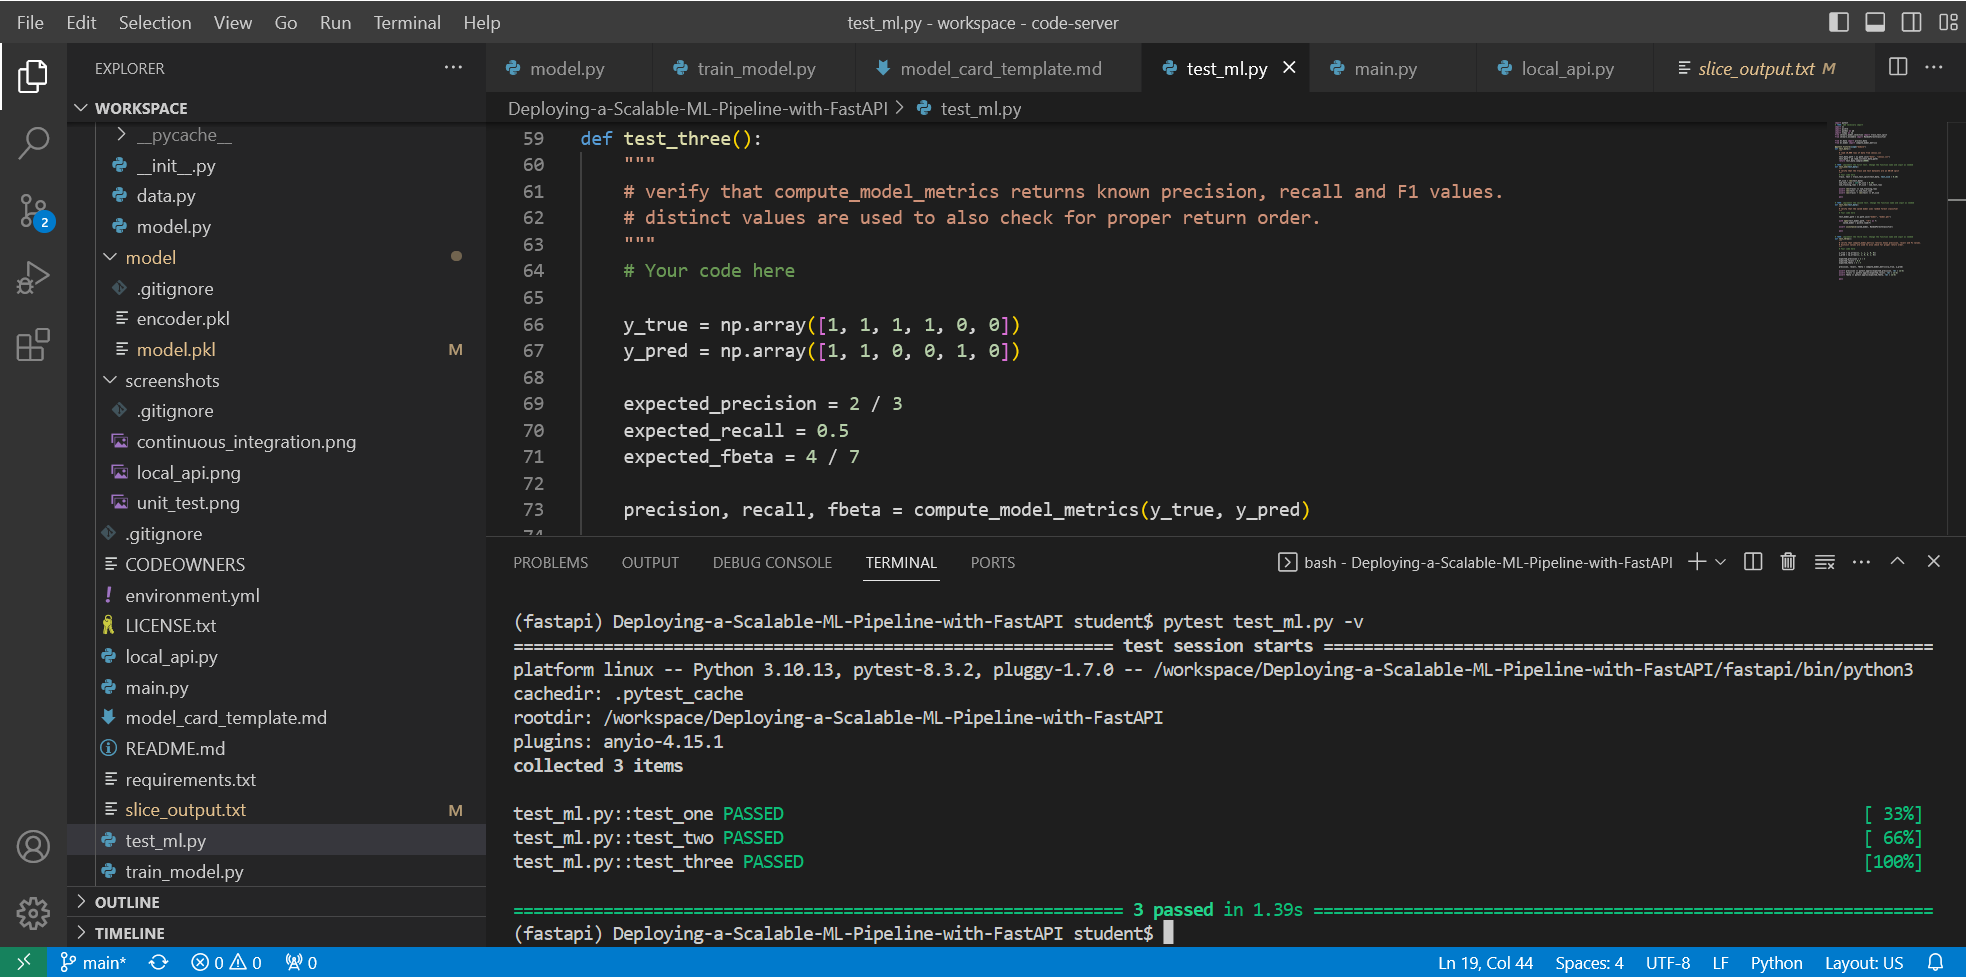 File Edit Selection View Go Run Terminal Help
test_ml.py - workspace - code-server
EXPLORER
WORKSPACE
__pycache__
__init__.py
data.py
model.py
model
.gitignore
encoder.pkl
model.pkl M
screenshots
.gitignore
continuous_integration.png
local_api.png
unit_test.png
.gitignore
CODEOWNERS
environment.yml
LICENSE.txt
local_api.py
main.py
model_card_template.md
README.md
requirements.txt
slice_output.txt M
test_ml.py
train_model.py
OUTLINE
TIMELINE
2
model.py train_model.py model_card_template.md test_ml.py main.py local_api.py slice_output.txt M
Deploying-a-Scalable-ML-Pipeline-with-FastAPI > test_ml.py
59 def test_three():
60 """
61 # verify that compute_model_metrics returns known precision, recall and F1 values.
62 # distinct values are used to also check for proper return order.
63 """
64 # Your code here
65
66 y_true = np.array([1, 1, 1, 1, 0, 0])
67 y_pred = np.array([1, 1, 0, 0, 1, 0])
68
69 expected_precision = 2 / 3
70 expected_recall = 0.5
71 expected_fbeta = 4 / 7
72
73 precision, recall, fbeta = compute_model_metrics(y_true, y_pred)
74
PROBLEMS OUTPUT DEBUG CONSOLE TERMINAL PORTS
bash - Deploying-a-Scalable-ML-Pipeline-with-FastAPI
(fastapi) Deploying-a-Scalable-ML-Pipeline-with-FastAPI student$ pytest test_ml.py -v
============================================================ test session starts =============================================================
platform linux -- Python 3.10.13, pytest-8.3.2, pluggy-1.7.0 -- /workspace/Deploying-a-Scalable-ML-Pipeline-with-FastAPI/fastapi/bin/python3
cachedir: .pytest_cache
rootdir: /workspace/Deploying-a-Scalable-ML-Pipeline-with-FastAPI
plugins: anyio-4.15.1
collected 3 items
test_ml.py::test_one PASSED [ 33%]
test_ml.py::test_two PASSED [ 66%]
test_ml.py::test_three PASSED [100%]
============================================================= 3 passed in 1.39s ==============================================================
(fastapi) Deploying-a-Scalable-ML-Pipeline-with-FastAPI student$
main* 0 0 0
Ln 19, Col 44 Spaces: 4 UTF-8 LF Python Layout: US